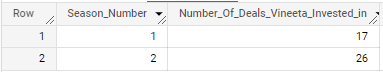 Row Season_Number Number_Of_Deals_Vineeta_Invested_in
1 1 17
2 2 26